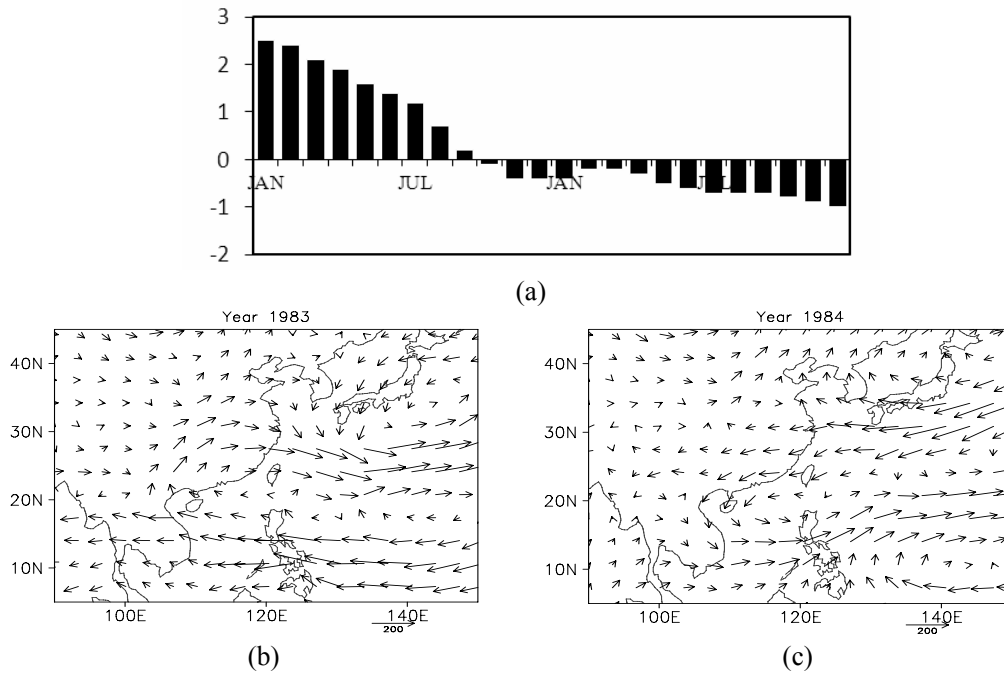 3
2
1
0
JAN JUL JAN JUL
-1
-2
(a)
Year 1983 Year 1984
40N 40N
30N 30N
20N 20N
10N 10N
100E 120E 140E 100E 120E 140E
200 200
(b) (c)